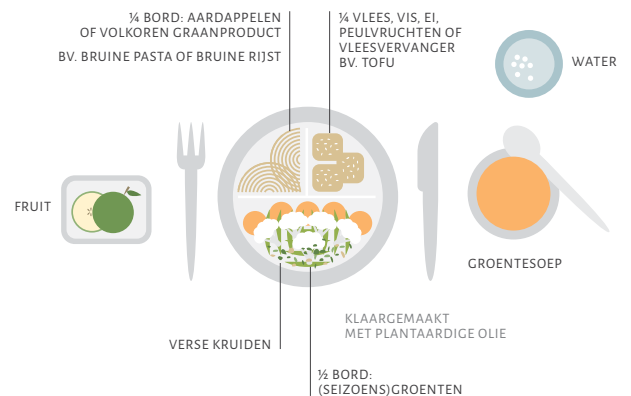 ¼ BORD: AARDAPPELEN
OF VOLKOREN GRAANPRODUCT
BV. BRUINE PASTA OF BRUINE RIJST
¼ VLEES, VIS, EI,
PEULVRUCHTEN OF
VLEESVERVANGER
BV. TOFU
WATER
FRUIT
GROENTESOEP
KLAARGEMAAKT
MET PLANTAARDIGE OLIE
VERSE KRUIDEN
½ BORD:
(SEIZOENS)GROENTEN